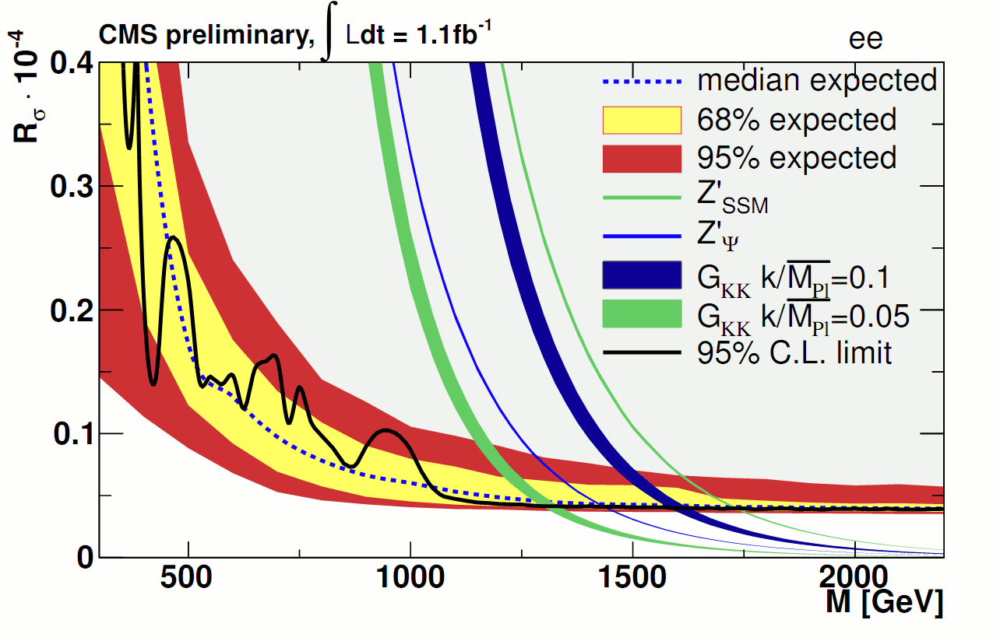 CMS preliminary, ∫ Ldt = 1.1fb⁻¹
ee
R_σ · 10⁻⁴
0.4
0.3
0.2
0.1
0
median expected
68% expected
95% expected
Z'_SSM
Z'_Ψ
G_KK k/M̅_Pl=0.1
G_KK k/M̅_Pl=0.05
95% C.L. limit
500 1000 1500 2000
M [GeV]